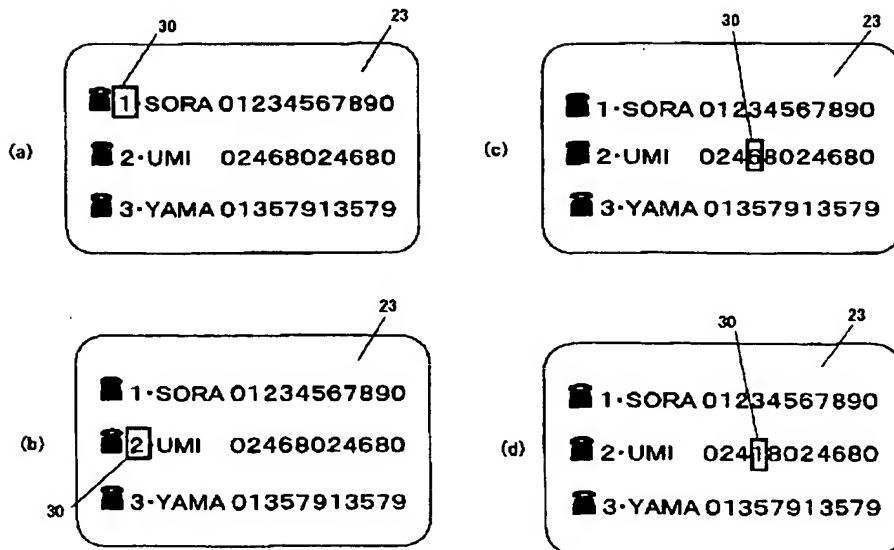 30
23
(a)
1·SORA 01234567890
2·UMI 02468024680
3·YAMA 01357913579
30
23
(c)
1·SORA 01234567890
2·UMI 02468024680
3·YAMA 01357913579
23
(b)
1·SORA 01234567890
2·UMI 02468024680
3·YAMA 01357913579
30
30
23
(d)
1·SORA 01234567890
2·UMI 02418024680
3·YAMA 01357913579